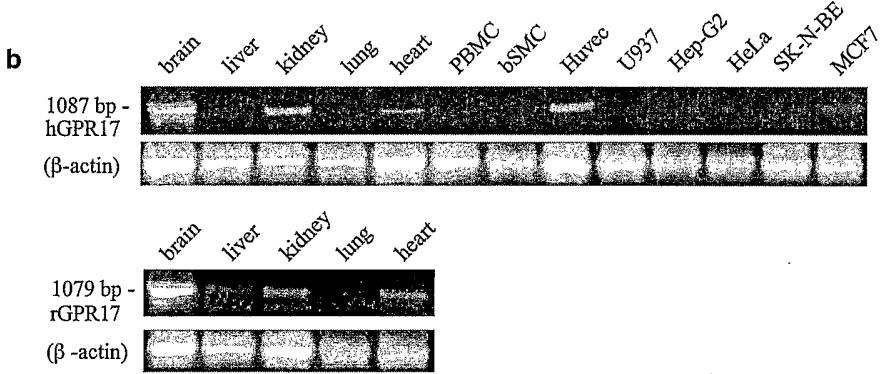 b
brain liver kidney lung heart PBMC bSMC Huvec U937 Hep-G2 HeLa SK-N-BE MCF7
1087 bp -
hGPR17
(β-actin)
brain liver kidney lung heart
1079 bp -
rGPR17
(β -actin)